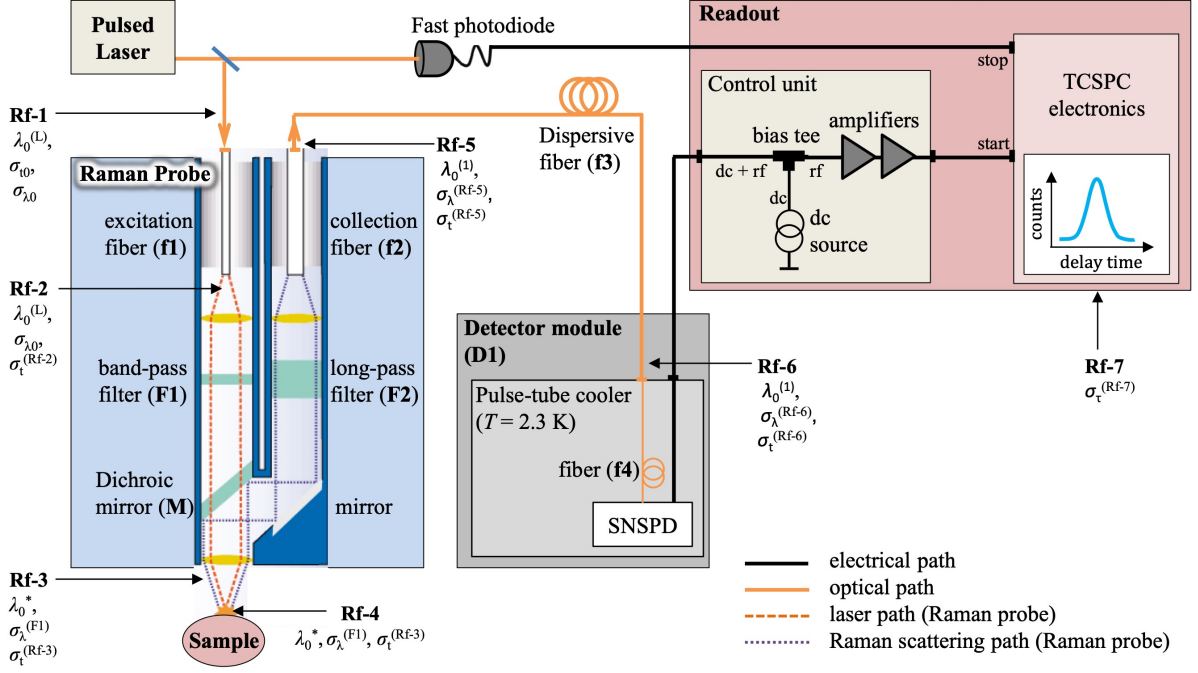 Pulsed
Laser
Fast photodiode
Readout
stop
TCSPC
electronics
Control unit
amplifiers
bias tee
start
dc + rf
rf
dc
dc
source
counts
delay time
Rf-1
λ₀⁽ᴸ⁾,
σt0,
σλ0
Raman Probe
Rf-5
λ₀⁽¹⁾,
σλ(Rf-5),
σt(Rf-5)
Dispersive
fiber (f3)
excitation
fiber (f1)
collection
fiber (f2)
Rf-2
λ₀⁽ᴸ⁾,
σλ0,
σt(Rf-2)
Detector module
(D1)
band-pass
filter (F1)
long-pass
filter (F2)
Rf-6
λ₀⁽¹⁾,
σλ(Rf-6),
σt(Rf-6)
Rf-7
στ(Rf-7)
Pulse-tube cooler
(T = 2.3 K)
fiber (f4)
SNSPD
Dichroic
mirror (M)
mirror
Rf-3
λ₀*,
σλ(F1)
σt(Rf-3)
Rf-4
λ₀*, σλ(F1), σt(Rf-3)
Sample
electrical path
optical path
laser path (Raman probe)
Raman scattering path (Raman probe)